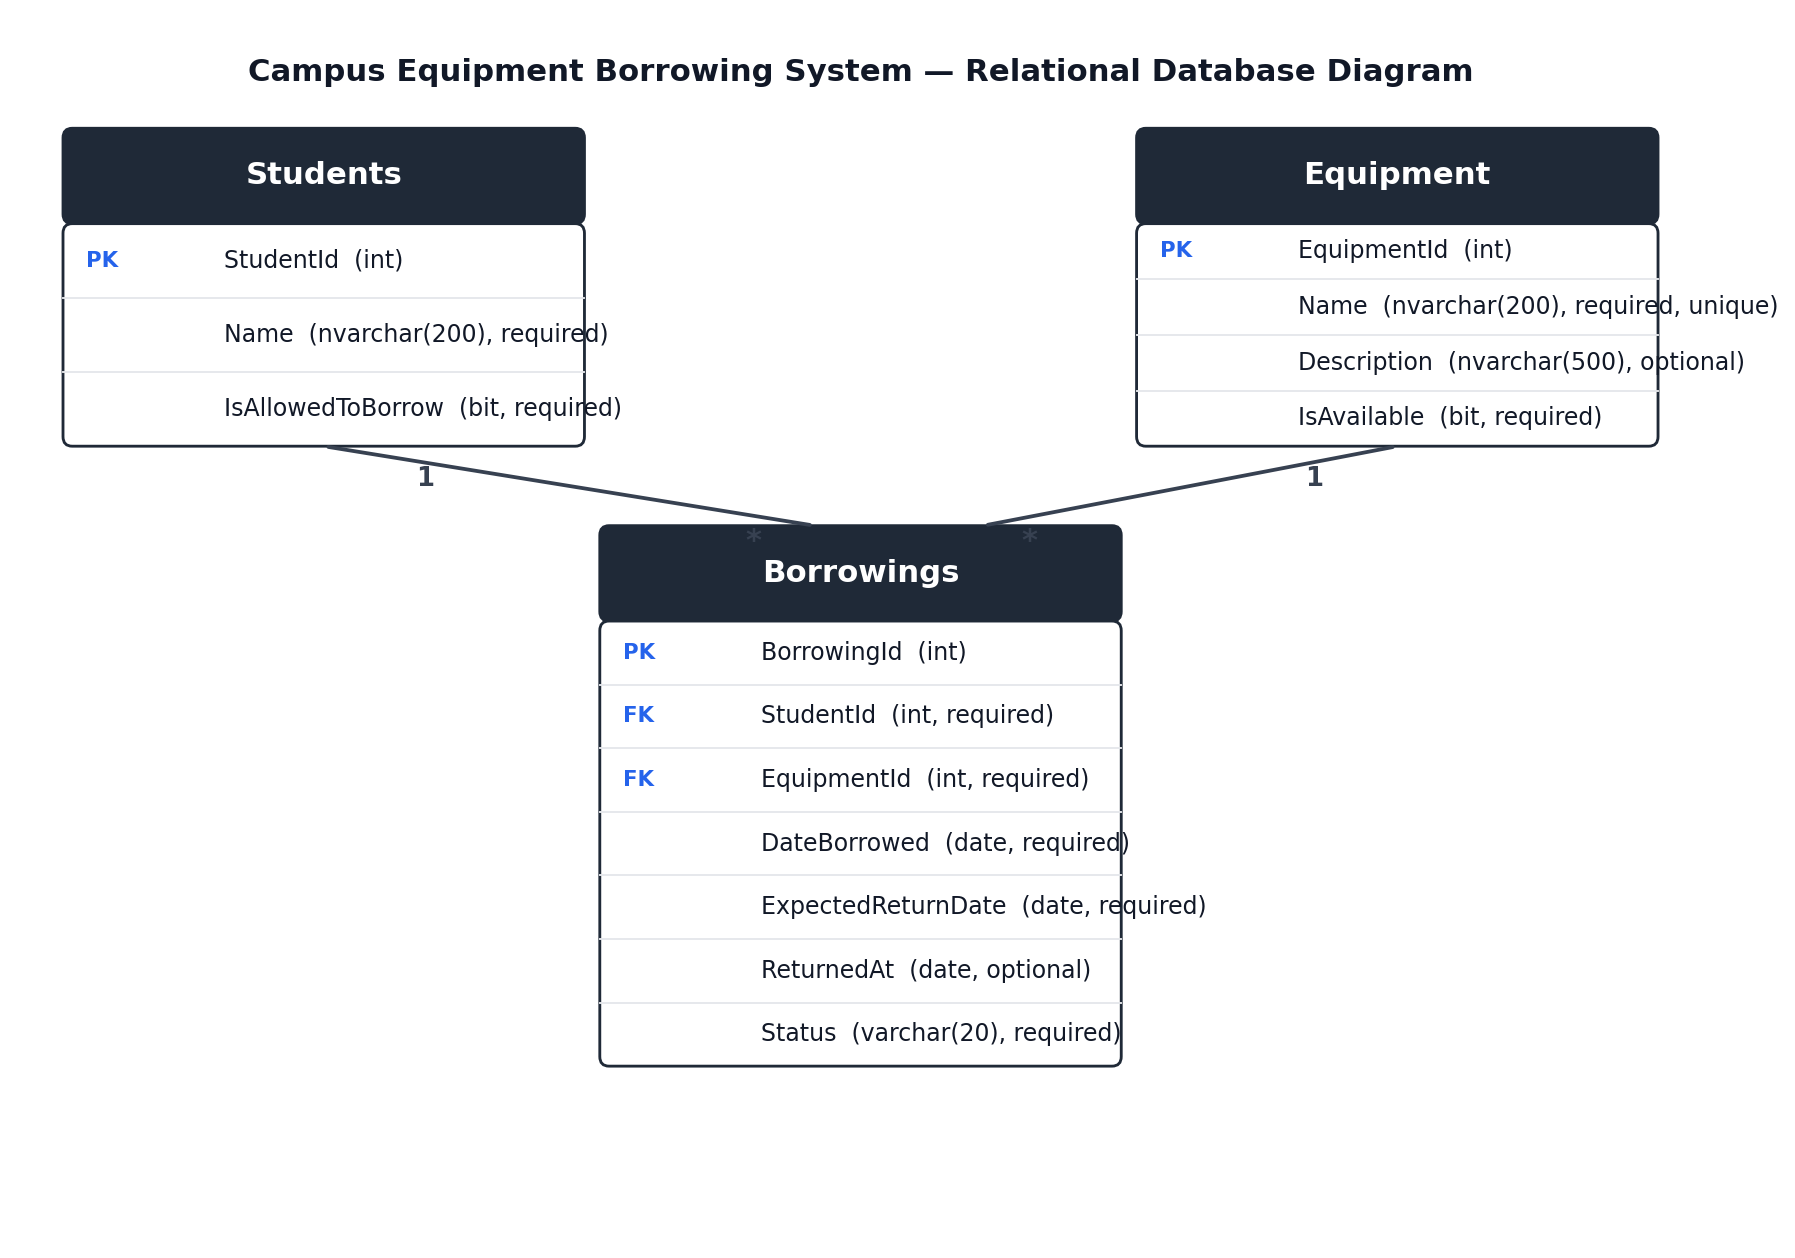 Campus Equipment Borrowing System — Relational Database Diagram
Students
PK StudentId (int)
Name (nvarchar(200), required)
IsAllowedToBorrow (bit, required)
Equipment
PK EquipmentId (int)
Name (nvarchar(200), required, unique)
Description (nvarchar(500), optional)
IsAvailable (bit, required)
1
1
*
*
Borrowings
PK BorrowingId (int)
FK StudentId (int, required)
FK EquipmentId (int, required)
DateBorrowed (date, required)
ExpectedReturnDate (date, required)
ReturnedAt (date, optional)
Status (varchar(20), required)